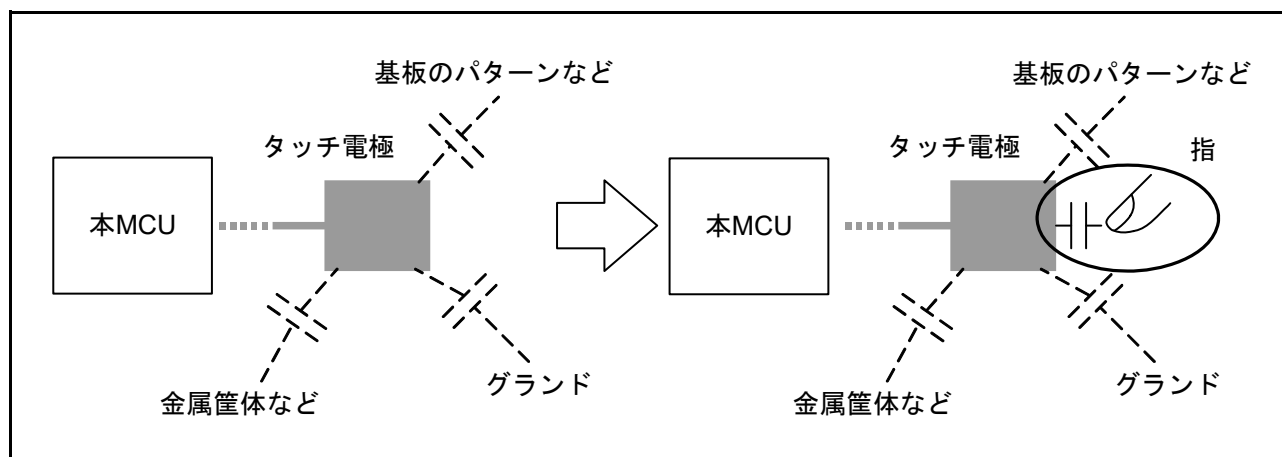 基板のパターンなど
タッチ電極
本MCU
金属筐体など
グランド
基板のパターンなど
タッチ電極
指
本MCU
金属筐体など
グランド